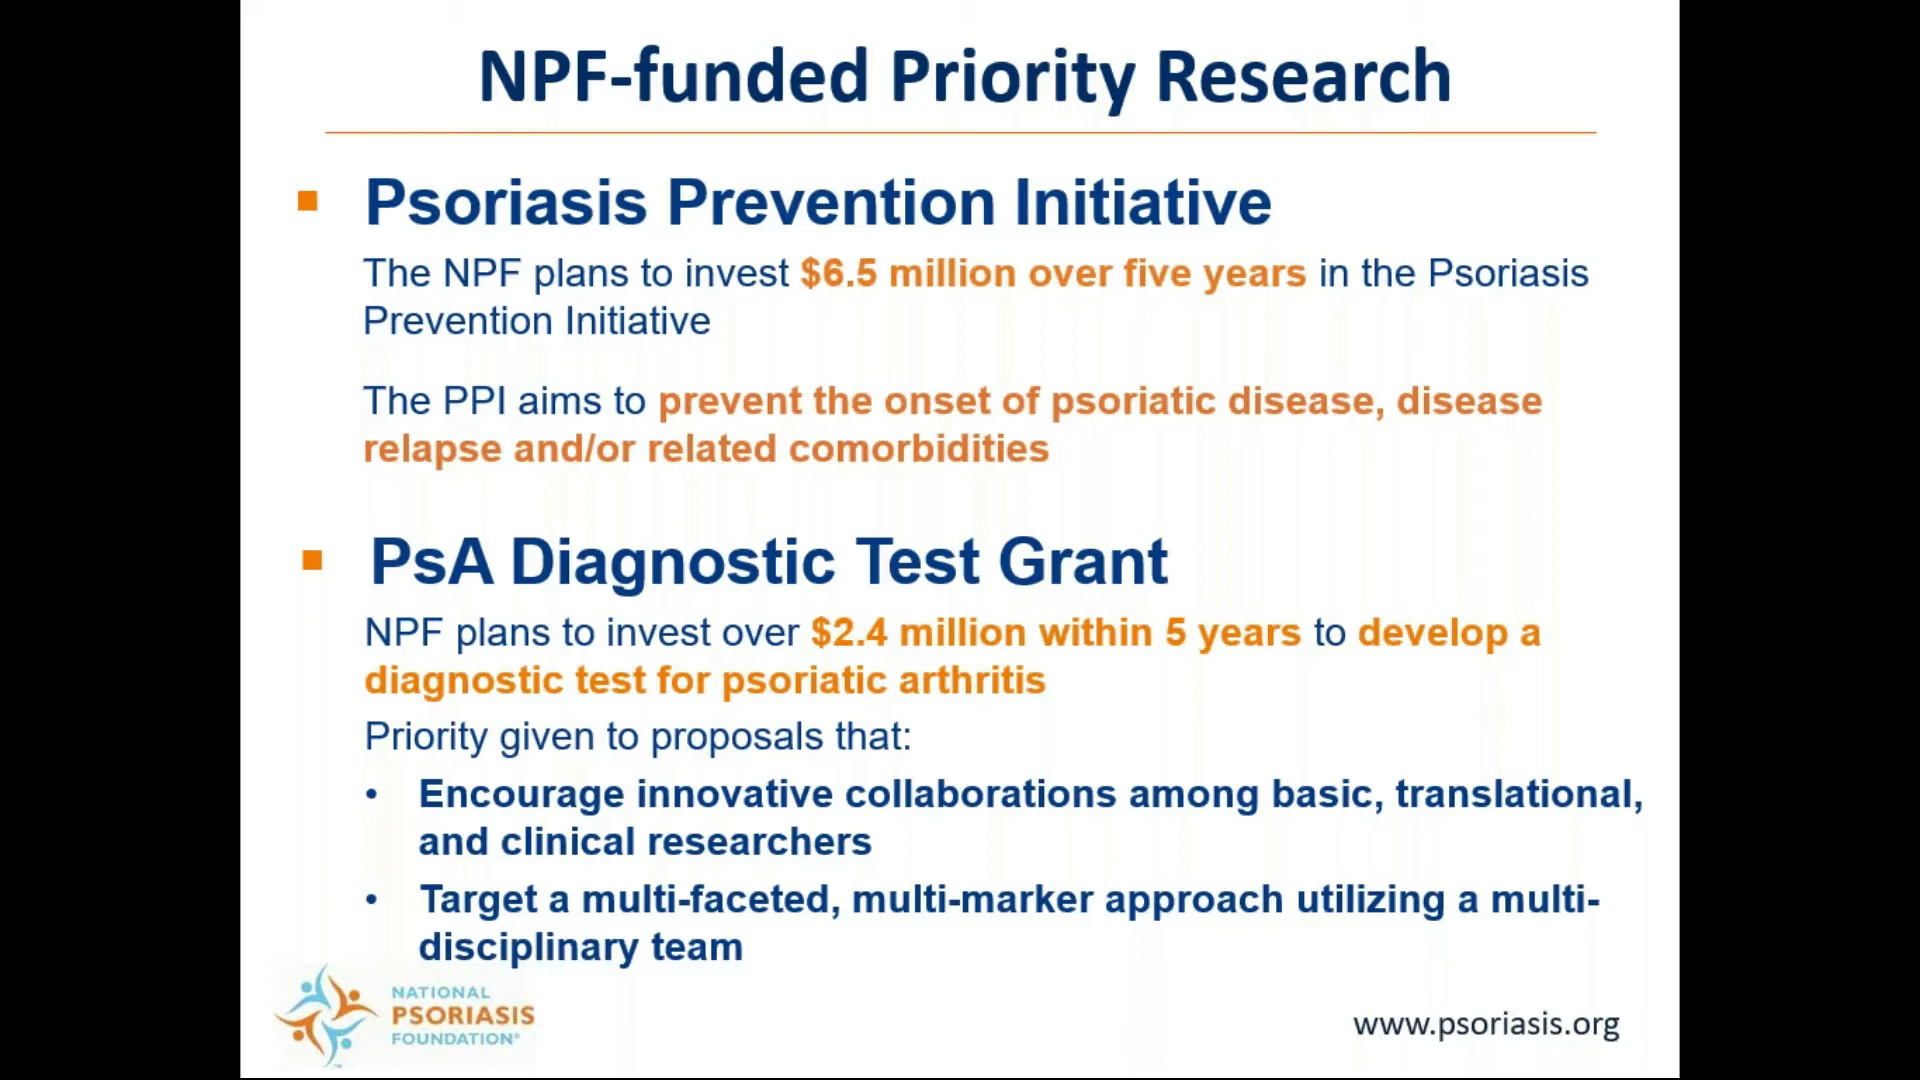 NPF-funded Priority Research
▪ Psoriasis Prevention Initiative
The NPF plans to invest $6.5 million over five years in the Psoriasis
Prevention Initiative
The PPI aims to prevent the onset of psoriatic disease, disease
relapse and/or related comorbidities
▪ PsA Diagnostic Test Grant
NPF plans to invest over $2.4 million within 5 years to develop a
diagnostic test for psoriatic arthritis
Priority given to proposals that:
• Encourage innovative collaborations among basic, translational,
and clinical researchers
• Target a multi-faceted, multi-marker approach utilizing a multi-
disciplinary team
NATIONAL
PSORIASIS
FOUNDATION®
™
www.psoriasis.org